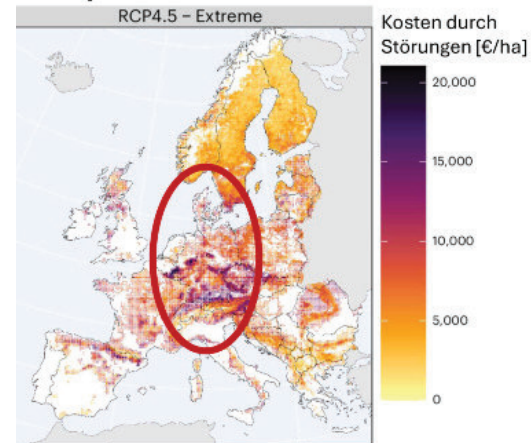 RCP4.5 – Extreme
Kosten durch
Störungen [€/ha]
20,000
15,000
10,000
5,000
0